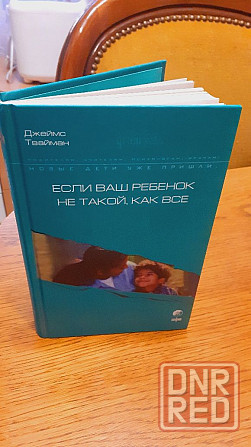 Джеймс
Твайман
НОВЫЕ ДЕТИ УЖЕ ПРИШЛИ
ЕСЛИ ВАШ РЕБЕНОК
НЕ ТАКОЙ, КАК ВСЕ
DNR
RED